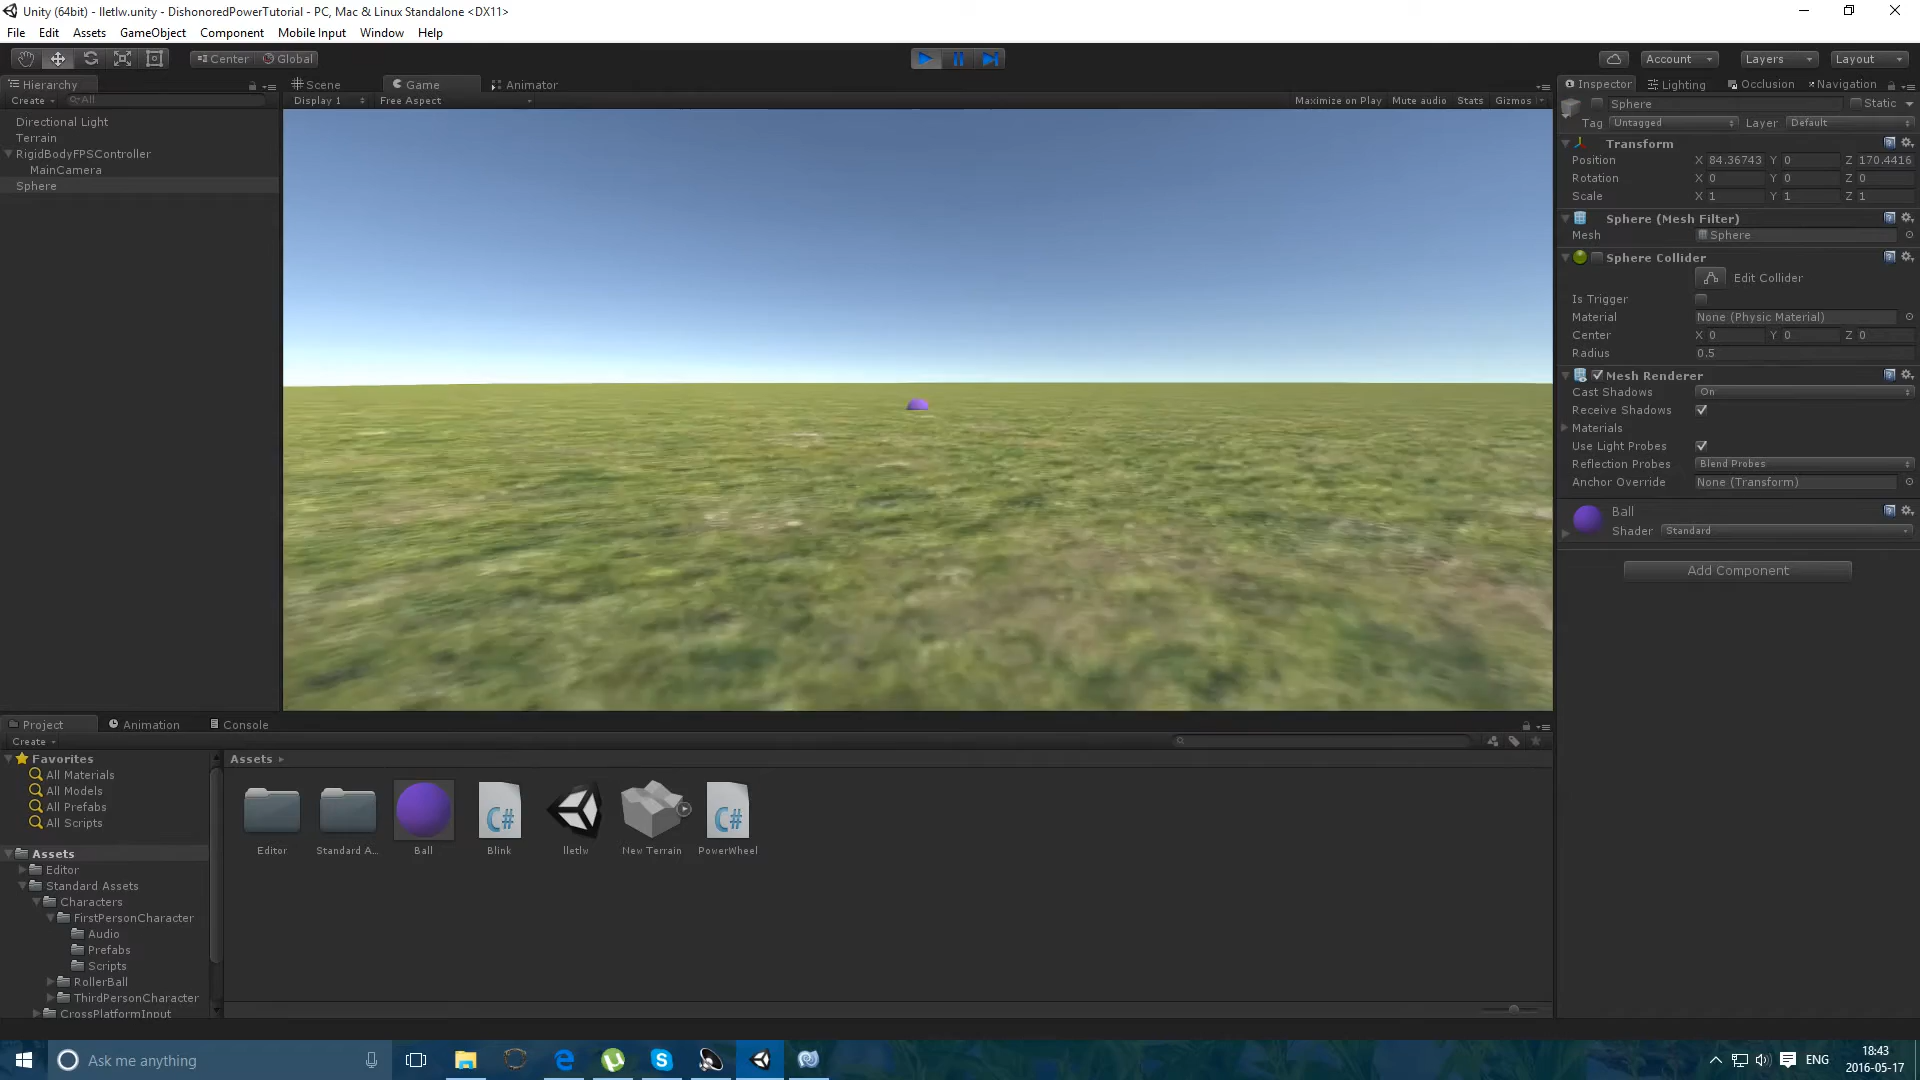 Unity (64bit) - lletlw.unity - DishonoredPowerTutorial - PC, Mac & Linux Standalone <DX11>
File Edit Assets GameObject Component Mobile Input Window Help
Center Global Account Layers Layout
Hierarchy
Create All
Directional Light
Terrain
RigidBodyFPSController
MainCamera
Sphere
Scene Game Animator
Display 1 Free Aspect Maximize on Play Mute audio Stats Gizmos
Inspector Lighting Occlusion Navigation
Sphere Static
Tag Untagged Layer Default
Transform
Position X 84.36743 Y 0 Z 170.4416
Rotation X 0 Y 0 Z 0
Scale X 1 Y 1 Z 1
Sphere (Mesh Filter)
Mesh Sphere
Sphere Collider
Edit Collider
Is Trigger
Material None (Physic Material)
Center X 0 Y 0 Z 0
Radius 0.5
Mesh Renderer
Cast Shadows On
Receive Shadows
Materials
Use Light Probes
Reflection Probes Blend Probes
Anchor Override None (Transform)
Ball
Shader Standard
Add Component
Project Animation Console
Create
Favorites
All Materials
All Models
All Prefabs
All Scripts
Assets
Editor
Standard Assets
Characters
FirstPersonCharacter
Audio
Prefabs
Scripts
RollerBall
ThirdPersonCharacter
CrossPlatformInput
Assets
Editor Standard A... Ball Blink lletlw New Terrain PowerWheel
C# C#
Ask me anything
ENG
18:43
2016-05-17